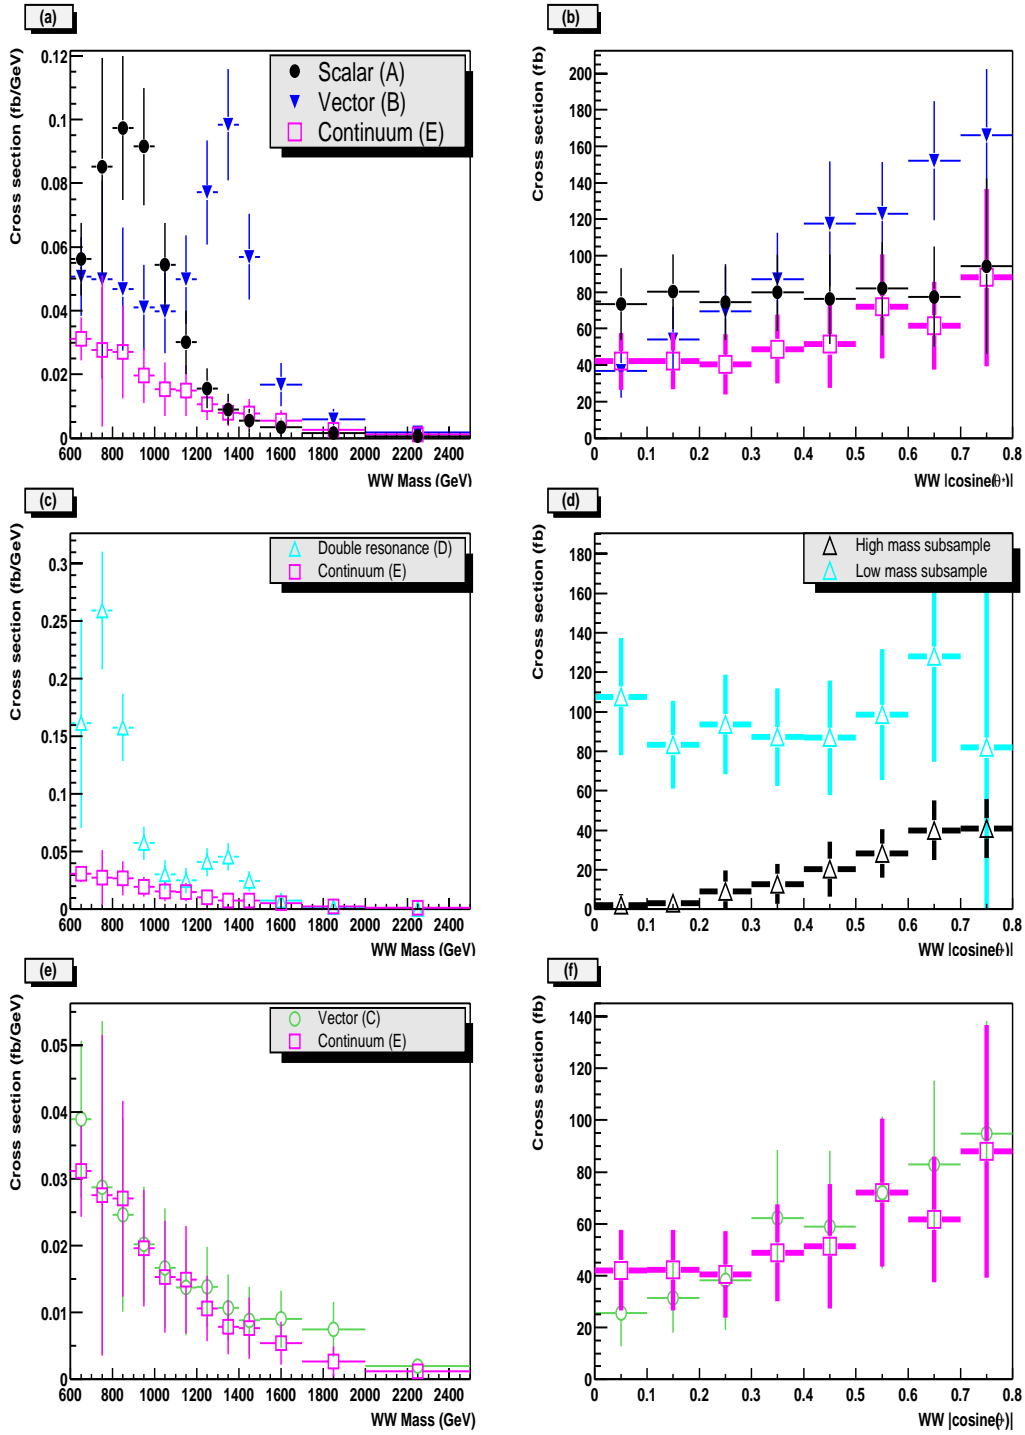 (a)
Cross section (fb/GeV)
0.12
0.1
0.08
0.06
0.04
0.02
0
600 800 1000 1200 1400 1600 1800 2000 2200 2400
WW Mass (GeV)
Scalar (A)
Vector (B)
Continuum (E)
(b)
Cross section (fb)
200
180
160
140
120
100
80
60
40
20
0
0 0.1 0.2 0.3 0.4 0.5 0.6 0.7 0.8
WW |cosine(θ*)|
(c)
Cross section (fb/GeV)
0.3
0.25
0.2
0.15
0.1
0.05
0
600 800 1000 1200 1400 1600 1800 2000 2200 2400
WW Mass (GeV)
Double resonance (D)
Continuum (E)
(d)
Cross section (fb)
180
160
140
120
100
80
60
40
20
0
0 0.1 0.2 0.3 0.4 0.5 0.6 0.7 0.8
WW |cosine(θ*)|
High mass subsample
Low mass subsample
(e)
Cross section (fb/GeV)
0.05
0.04
0.03
0.02
0.01
0
600 800 1000 1200 1400 1600 1800 2000 2200 2400
WW Mass (GeV)
Vector (C)
Continuum (E)
(f)
Cross section (fb)
140
120
100
80
60
40
20
0
0 0.1 0.2 0.3 0.4 0.5 0.6 0.7 0.8
WW |cosine(θ*)|